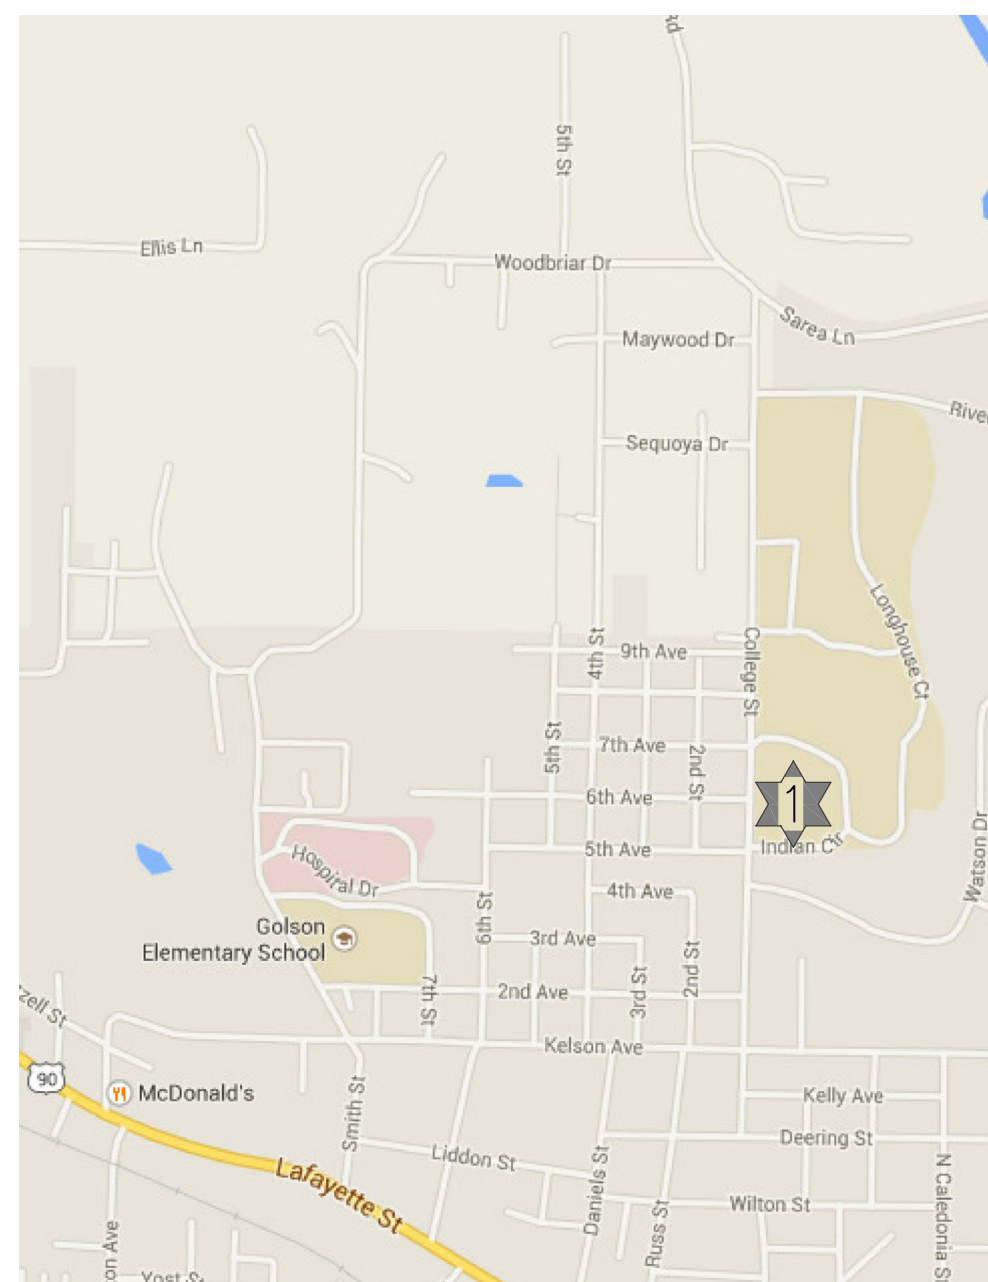 Rd
5th St
Ellis Ln
Woodbriar Dr
Sarea Ln
Maywood Dr
Sequoya Dr
Longhouse Ct
4th St
9th Ave
College St
5th St
7th Ave
2nd St
6th Ave
1
5th Ave
Indian Cir
Watson Dr
Hospital Dr
4th Ave
Golson
Elementary School
6th St
3rd Ave
2nd St
3rd St
7th St
2nd Ave
Kelson Ave
90
McDonald's
Smith St
Kelly Ave
Deering St
Liddon St
Lafayette St
Daniels St
Russ St
Wilton St
N Caledonia S